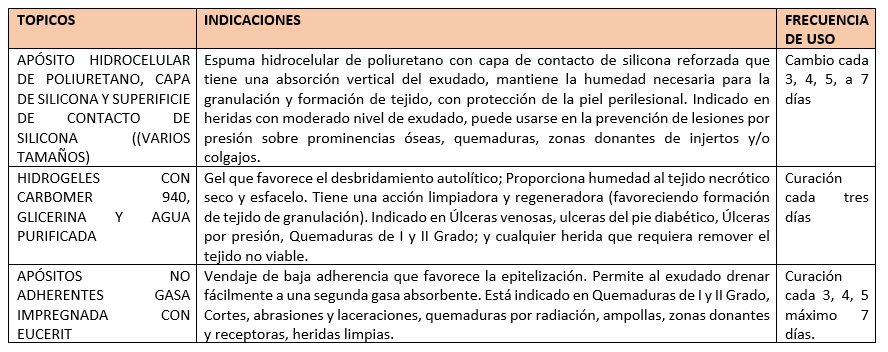 TOPICOS
INDICACIONES
FRECUENCIA
DE USO
APÓSITO HIDROCELULAR
DE POLIURETANO, CAPA
DE SILICONA Y SUPERIFICIE
DE CONTACTO DE
SILICONA ((VARIOS
TAMAÑOS)
Espuma hidrocelular de poliuretano con capa de contacto de silicona reforzada que
tiene una absorción vertical del exudado, mantiene la humedad necesaria para la
granulación y formación de tejido, con protección de la piel perilesional. Indicado en
heridas con moderado nivel de exudado, puede usarse en la prevención de lesiones por
presión sobre prominencias óseas, quemaduras, zonas donantes de injertos y/o
colgajos.
Cambio cada
3, 4, 5, a 7
días
HIDROGELES CON
CARBOMER 940,
GLICERINA Y AGUA
PURIFICADA
Gel que favorece el desbridamiento autolítico; Proporciona humedad al tejido necrótico
seco y esfacelo. Tiene una acción limpiadora y regeneradora (favoreciendo formación
de tejido de granulación). Indicado en Úlceras venosas, ulceras del pie diabético, Úlceras
por presión, Quemaduras de I y II Grado; y cualquier herida que requiera remover el
tejido no viable.
Curación
cada tres
días
APÓSITOS NO
ADHERENTES GASA
IMPREGNADA CON
EUCERIT
Vendaje de baja adherencia que favorece la epitelización. Permite al exudado drenar
fácilmente a una segunda gasa absorbente. Está indicado en Quemaduras de I y II Grado,
Cortes, abrasiones y laceraciones, quemaduras por radiación, ampollas, zonas donantes
y receptoras, heridas limpias.
Curación
cada 3, 4, 5
máximo 7
días.